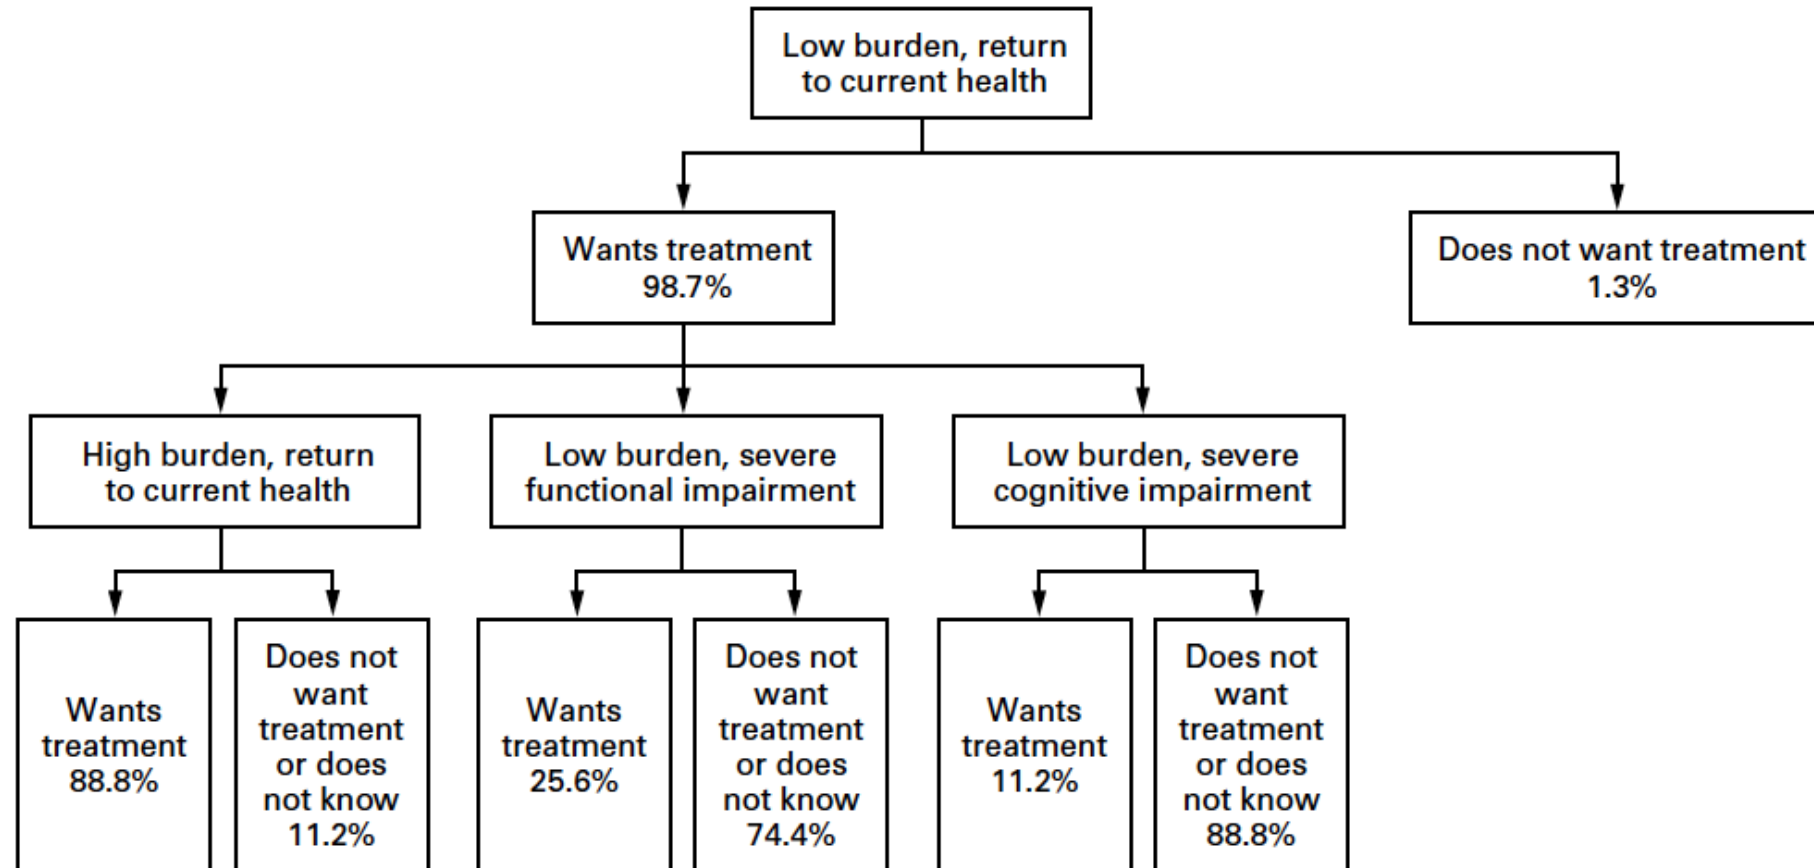 Low burden, return
to current health
Wants treatment
98.7%
Does not want treatment
1.3%
High burden, return
to current health
Low burden, severe
functional impairment
Low burden, severe
cognitive impairment
Wants
treatment
88.8%
Does not
want
treatment
or does
not know
11.2%
Wants
treatment
25.6%
Does not
want
treatment
or does
not know
74.4%
Wants
treatment
11.2%
Does not
want
treatment
or does
not know
88.8%